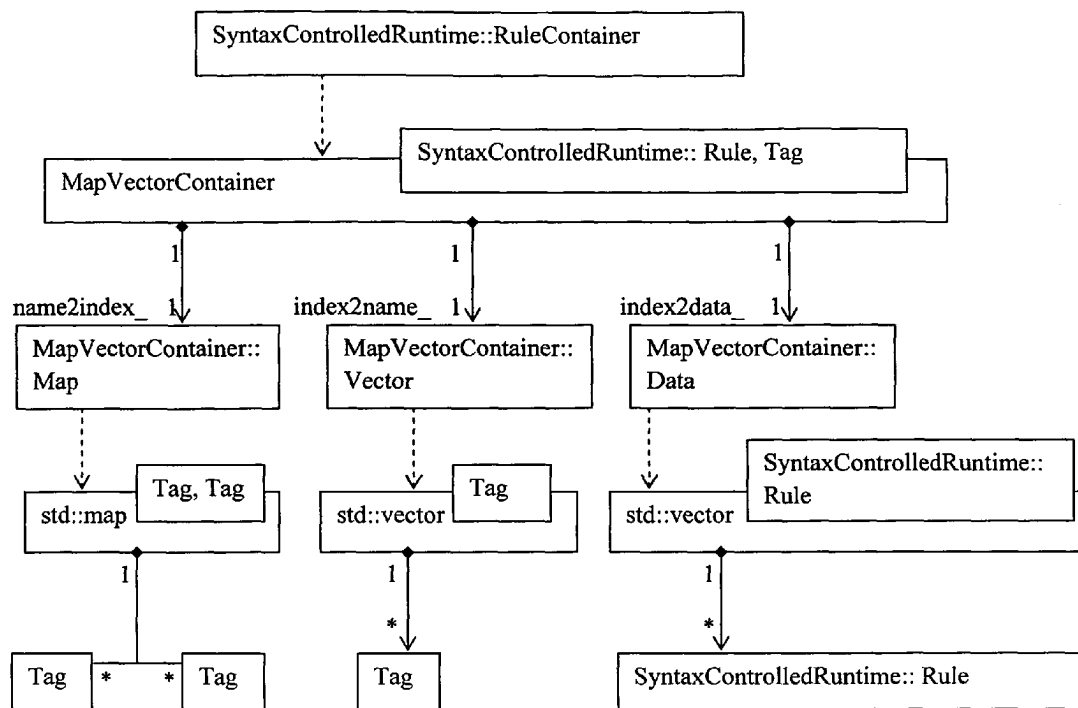 SyntaxControlledRuntime::RuleContainer
SyntaxControlledRuntime:: Rule, Tag
MapVectorContainer
1
1
1
name2index_
1
index2name_
1
index2data_
1
MapVectorContainer::
Map
MapVectorContainer::
Vector
MapVectorContainer::
Data
Tag, Tag
std::map
Tag
std::vector
SyntaxControlledRuntime::
Rule
std::vector
1
1
1
*
*
Tag
*
*
Tag
Tag
SyntaxControlledRuntime:: Rule